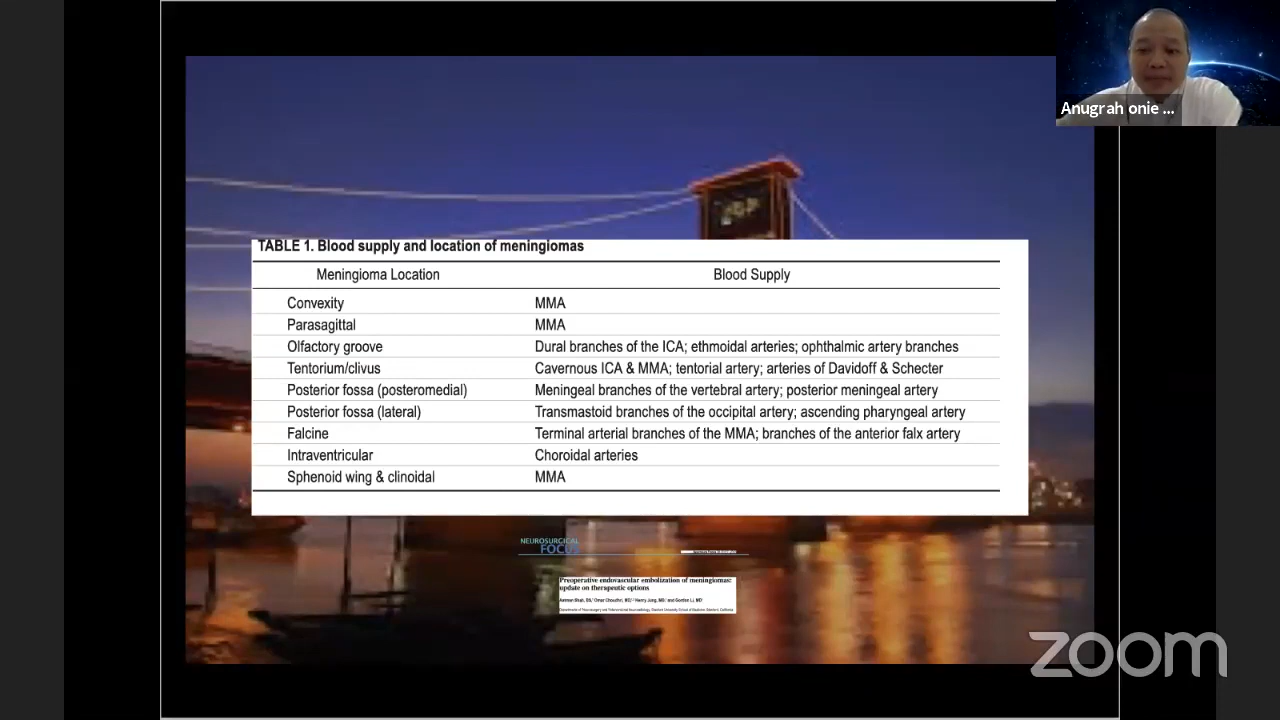 Anugrah onie ...
TABLE 1. Blood supply and location of meningiomas
Meningioma Location Blood Supply
Convexity MMA
Parasagittal MMA
Olfactory groove Dural branches of the ICA; ethmoidal arteries; ophthalmic artery branches
Tentorium/clivus Cavernous ICA & MMA; tentorial artery; arteries of Davidoff & Schecter
Posterior fossa (posteromedial) Meningeal branches of the vertebral artery; posterior meningeal artery
Posterior fossa (lateral) Transmastoid branches of the occipital artery; ascending pharyngeal artery
Falcine Terminal arterial branches of the MMA; branches of the anterior falx artery
Intraventricular Choroidal arteries
Sphenoid wing & clinoidal MMA
NEUROSURGICAL
FOCUS
Preoperative endovascular embolization of meningiomas:
update on therapeutic options
zoom